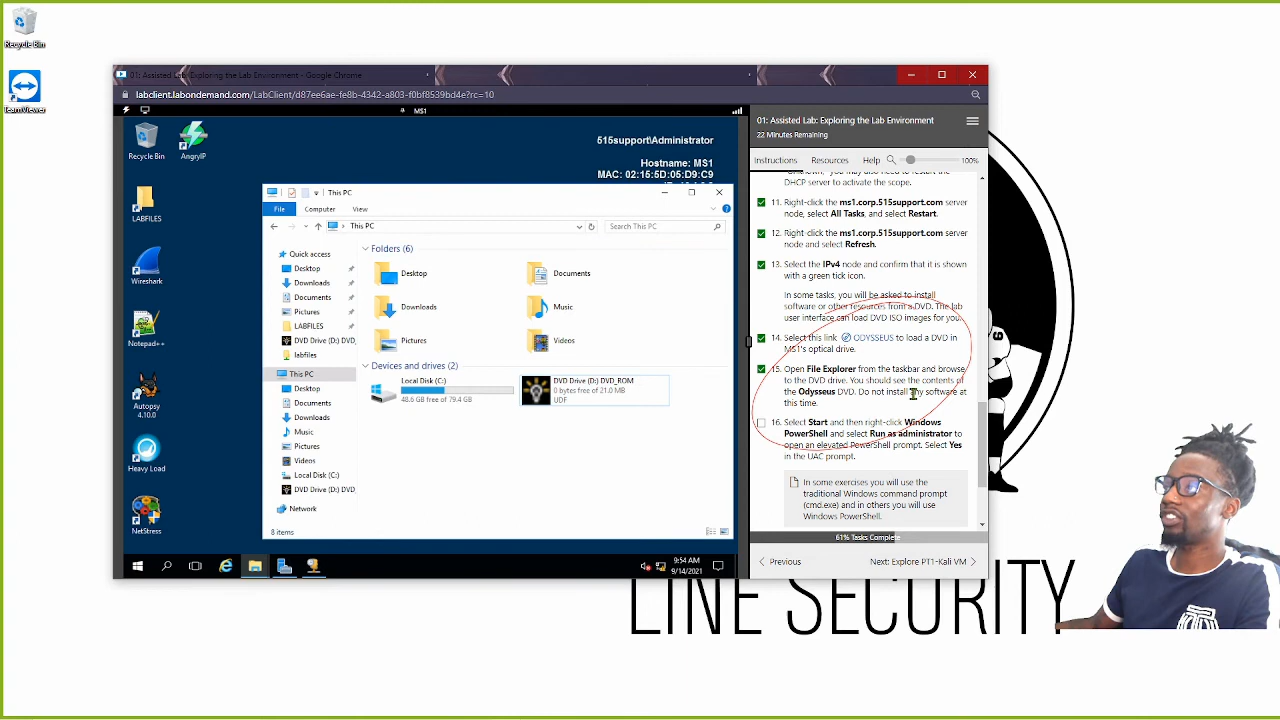 Recycle Bin
TeamViewer
01: Assisted Lab: Exploring the Lab Environment - Google Chrome
labclient.labondemand.com/LabClient/d87ee6ae-fe8b-4342-a803-f0bf8539bd4e?rc=10
MS1
Recycle Bin
AngryIP
LABFILES
Wireshark
Notepad++
Autopsy
4.10.0
Heavy Load
NetStress
515support\Administrator
Hostname: MS1
MAC: 02:15:5D:05:D9:C9
This PC
File
Computer
View
This PC
Search This PC
Quick access
Desktop
Downloads
Documents
Pictures
LABFILES
DVD Drive (D:) DVD
labfiles
This PC
Desktop
Documents
Downloads
Music
Pictures
Videos
Local Disk (C:)
DVD Drive (D:) DVD
Network
Folders (6)
Desktop
Documents
Downloads
Music
Pictures
Videos
Devices and drives (2)
Local Disk (C:)
48.6 GB free of 79.4 GB
DVD Drive (D:) DVD_ROM
0 bytes free of 21.0 MB
UDF
8 items
9:54 AM
9/14/2021
01: Assisted Lab: Exploring the Lab Environment
22 Minutes Remaining
Instructions
Resources
Help
100%
DHCP server to activate the scope.
11. Right-click the ms1.corp.515support.com server
node, select All Tasks, and select Restart.
12. Right-click the ms1.corp.515support.com server
node and select Refresh.
13. Select the IPv4 node and confirm that it is shown
with a green tick icon.
In some tasks, you will be asked to install
software or other resources from a DVD. The lab
user interface can load DVD ISO images for you.
14. Select this link ODYSSEUS to load a DVD in
MS1's optical drive.
15. Open File Explorer from the taskbar and browse
to the DVD drive. You should see the contents of
the Odysseus DVD. Do not install any software at
this time.
16. Select Start and then right-click Windows
PowerShell and select Run as administrator to
open an elevated PowerShell prompt. Select Yes
in the UAC prompt.
In some exercises you will use the
traditional Windows command prompt
(cmd.exe) and in others you will use
Windows PowerShell.
61% Tasks Complete
Previous
Next: Explore PT1-Kali VM
LINE SECURITY